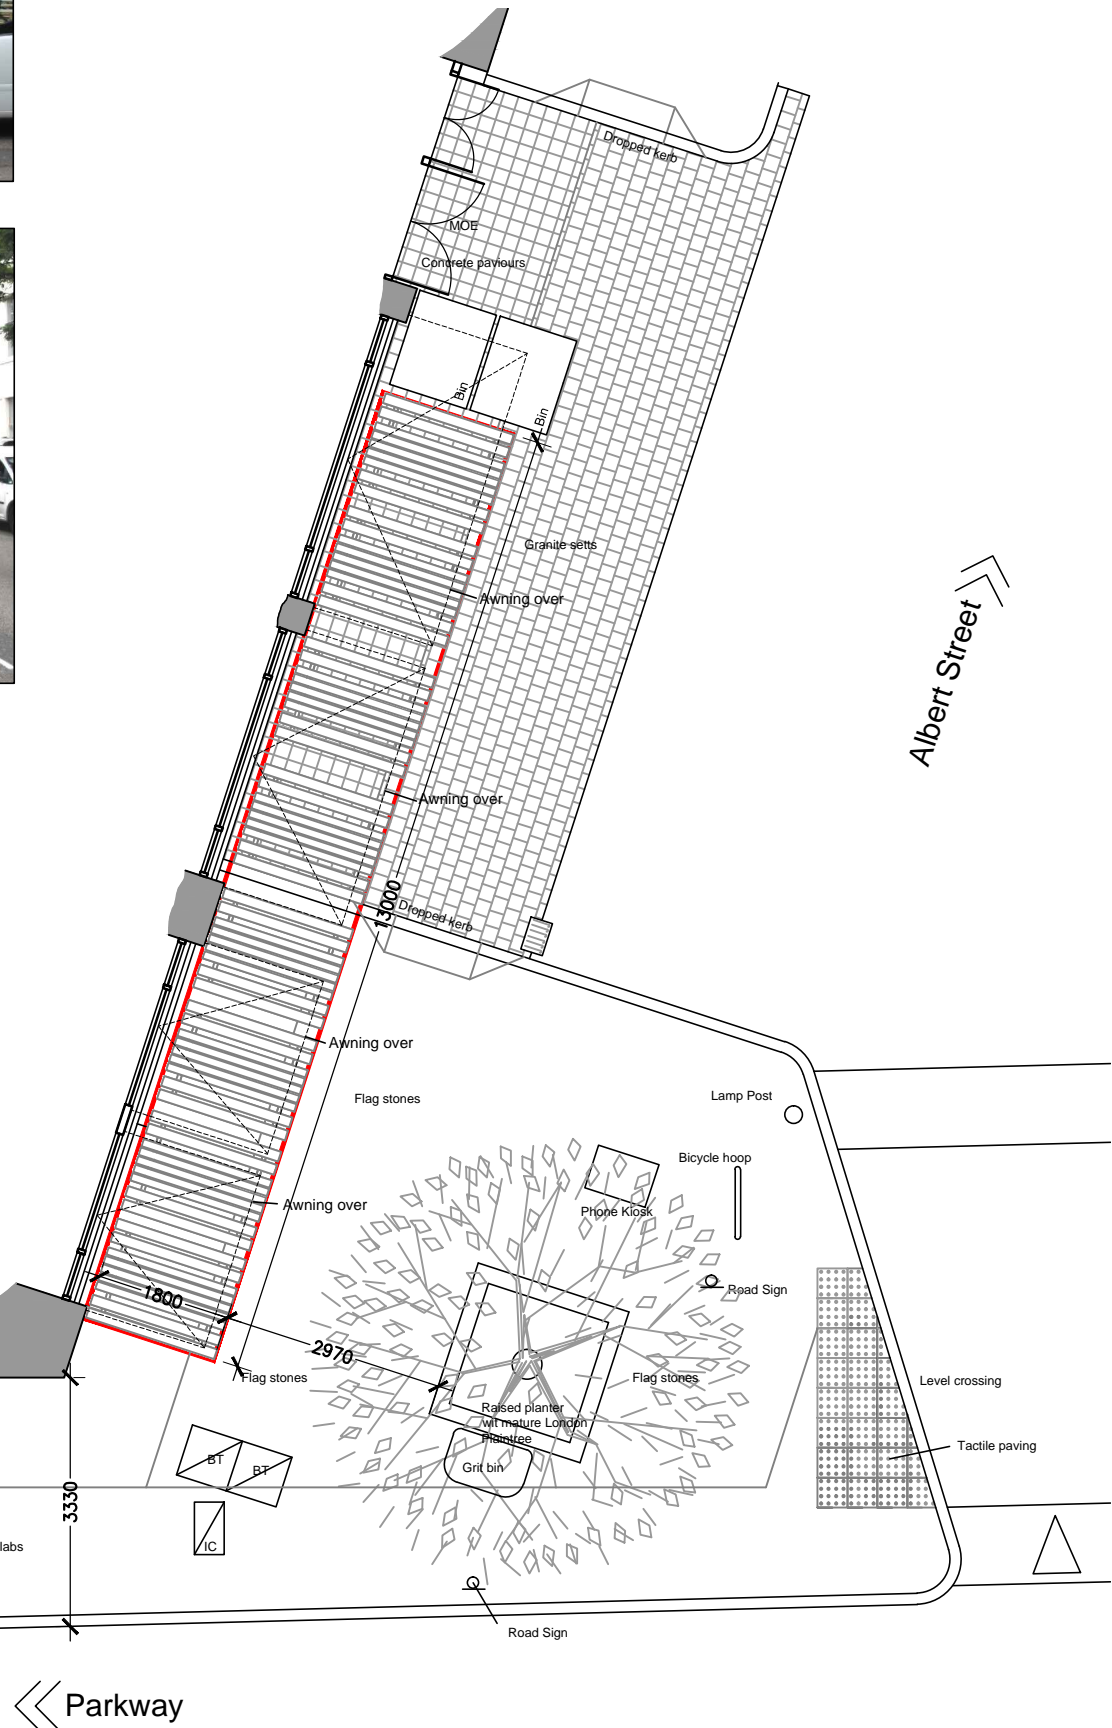 Dropped kerb
MOE
Concrete paviours
Bin
Bin
Granite setts
Awning over
Albert Street
Awning over
13000
Dropped kerb
Awning over
Flag stones
Lamp Post
Bicycle hoop
Awning over
Phone Kiosk
1800
Road Sign
2970
Flag stones
Flag stones
Level crossing
Raised planter
wit mature London
Plaintree
Tactile paving
BT
BT
Grit bin
3330
IC
labs
Road Sign
Parkway